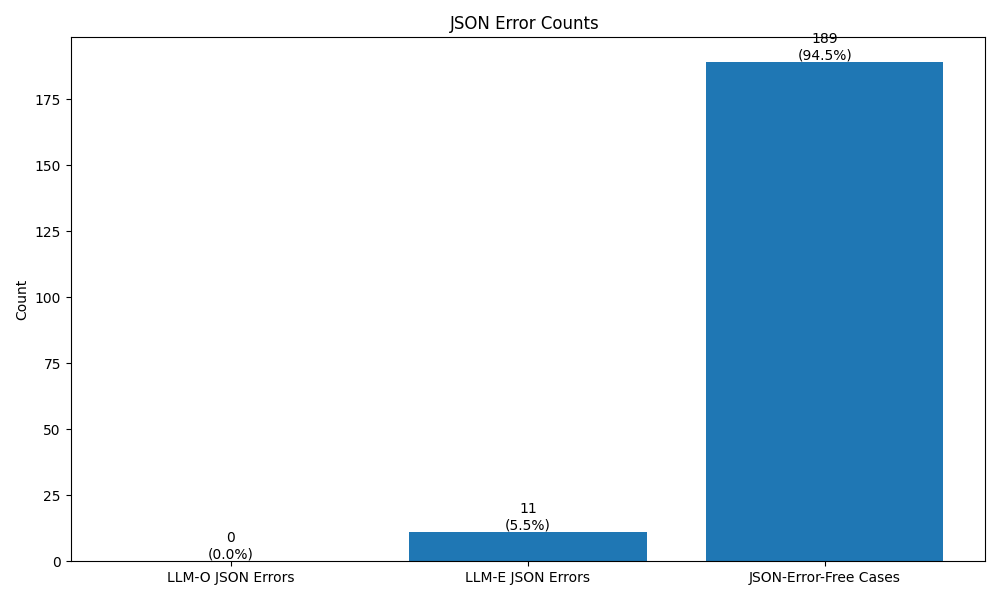 JSON Error Counts
189
(94.5%)
175
150
125
100
75
50
25
0
Count
11
(5.5%)
0
(0.0%)
LLM-O JSON Errors
LLM-E JSON Errors
JSON-Error-Free Cases